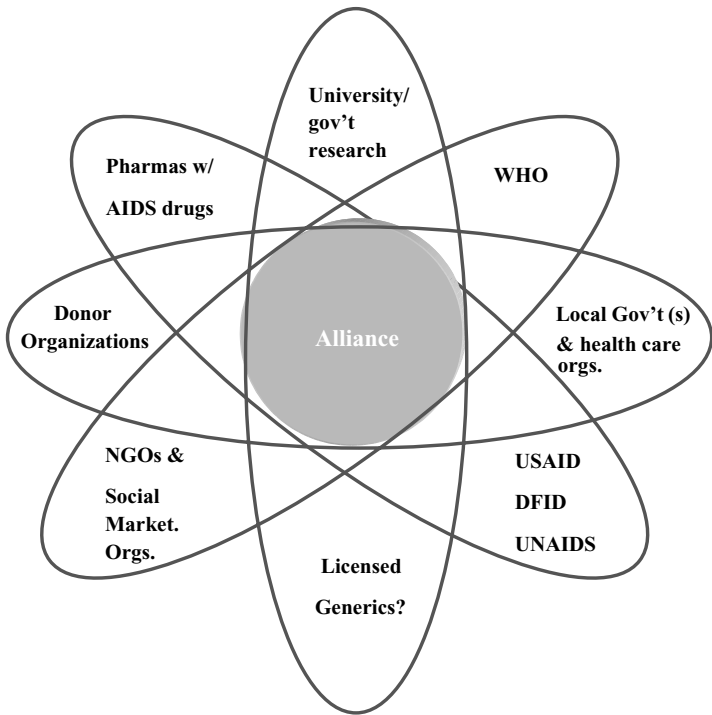 University/
gov’t
research
Pharmas w/
AIDS drugs
WHO
Donor
Organizations
Alliance
Local Gov’t (s)
& health care
orgs.
NGOs &
Social
Market.
Orgs.
USAID
DFID
UNAIDS
Licensed
Generics?